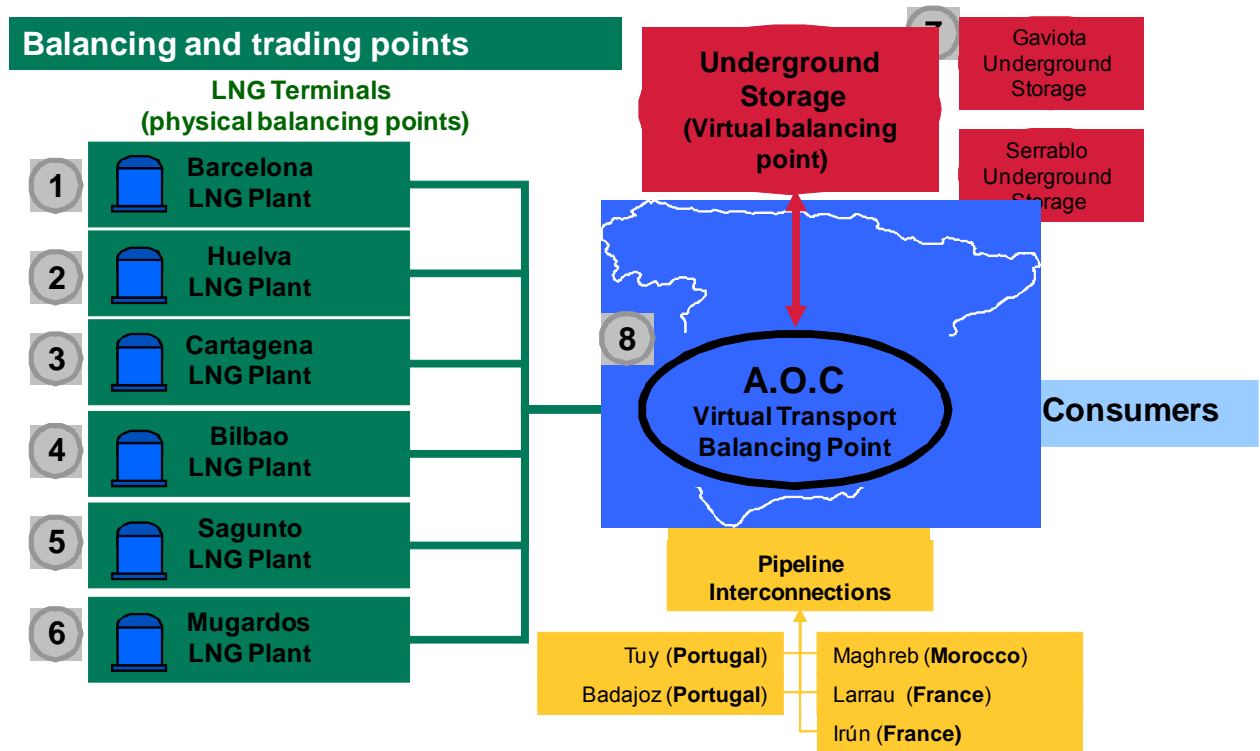 Balancing and trading points
LNG Terminals
(physical balancing points)
1
Barcelona
LNG Plant
2
Huelva
LNG Plant
3
Cartagena
LNG Plant
4
Bilbao
LNG Plant
5
Sagunto
LNG Plant
6
Mugardos
LNG Plant
Underground
Storage
(Virtual balancing
point)
7
Gaviota
Underground
Storage
Serrablo
Underground
Storage
8
A.O.C
Virtual Transport
Balancing Point
Consumers
Pipeline
Interconnections
Tuy (Portugal)
Badajoz (Portugal)
Maghreb (Morocco)
Larrau (France)
Irún (France)